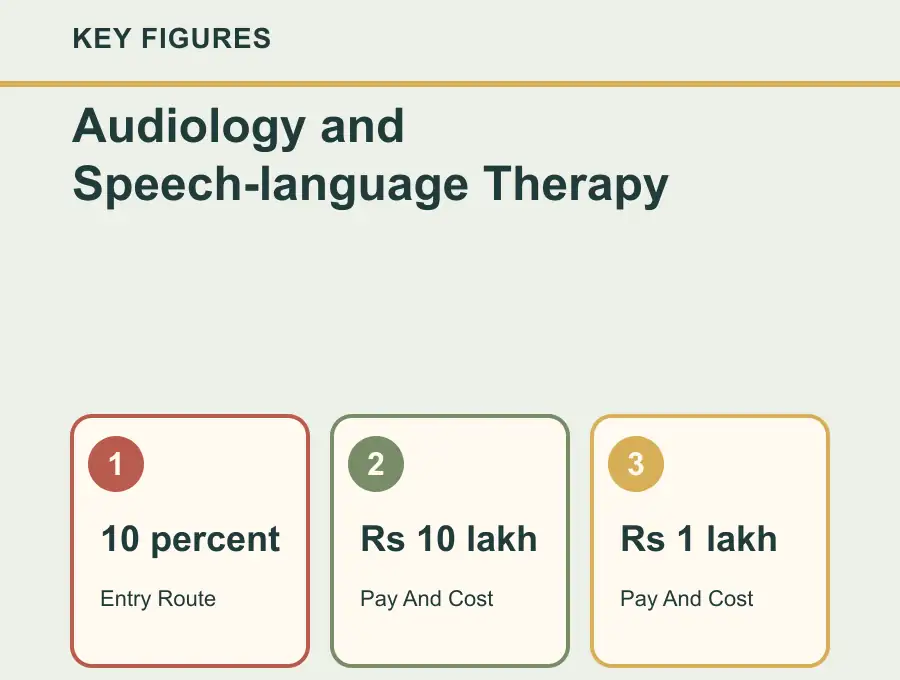 KEY FIGURES
Audiology and
Speech-language Therapy
1
10 percent
Entry Route
2
Rs 10 lakh
Pay And Cost
3
Rs 1 lakh
Pay And Cost